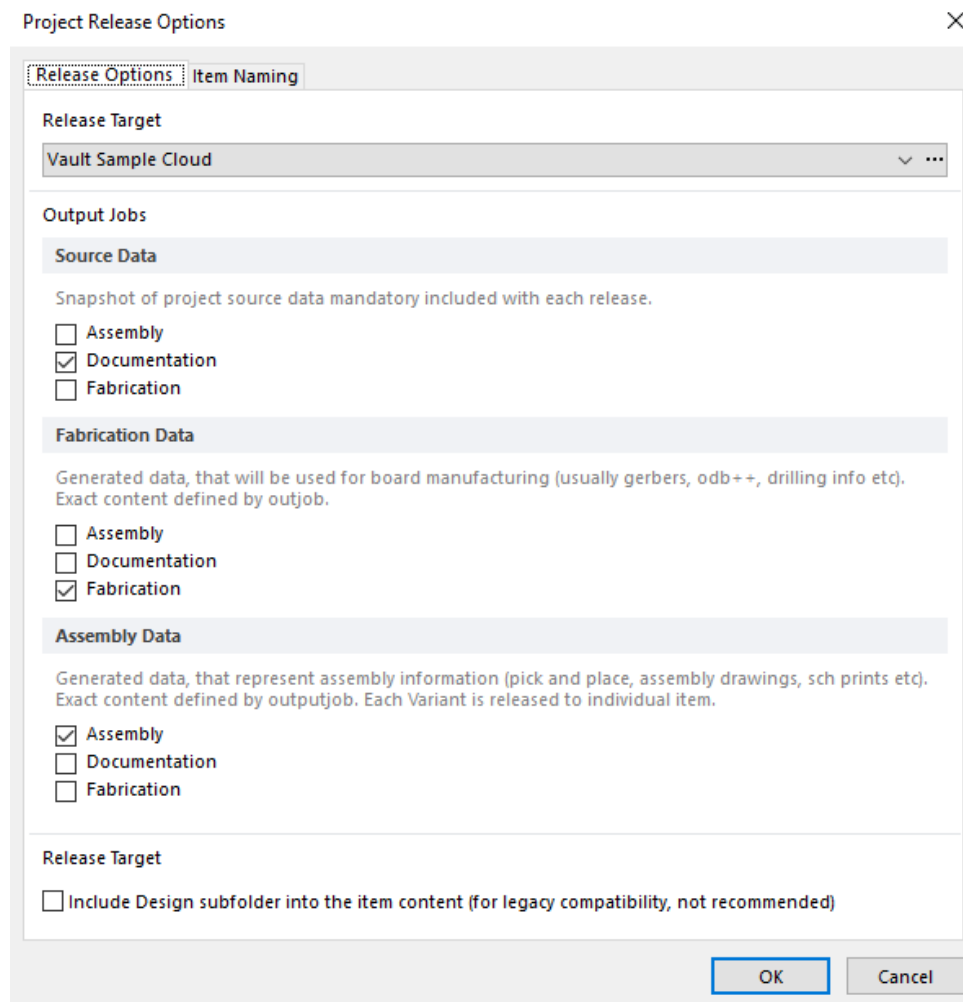 Project Release Options
Release Options
Item Naming
Release Target
Vault Sample Cloud
Output Jobs
Source Data
Snapshot of project source data mandatory included with each release.
Assembly
Documentation
Fabrication
Fabrication Data
Generated data, that will be used for board manufacturing (usually gerbers, odb++, drilling info etc).
Exact content defined by outjob.
Assembly
Documentation
Fabrication
Assembly Data
Generated data, that represent assembly information (pick and place, assembly drawings, sch prints etc).
Exact content defined by outputjob. Each Variant is released to individual item.
Assembly
Documentation
Fabrication
Release Target
Include Design subfolder into the item content (for legacy compatibility, not recommended)
OK
Cancel